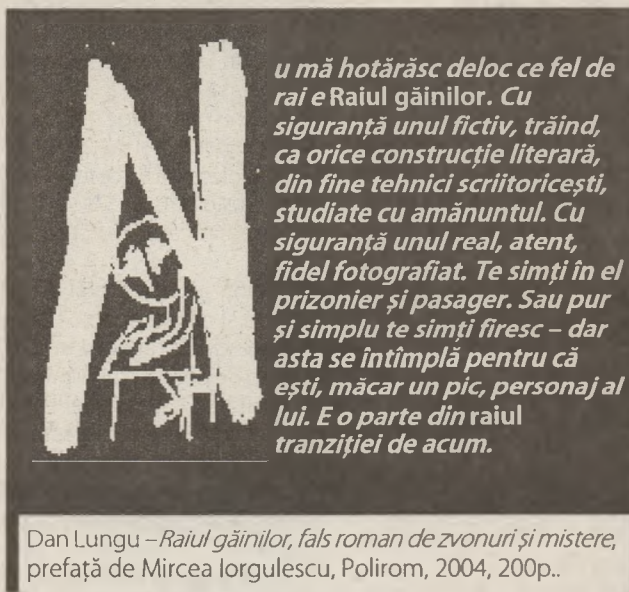 Nu mă hotărăsc deloc ce fel de
rai e Raiul găinilor. Cu
siguranță unul fictiv, trăind,
ca orice construcție literară,
din fine tehnici scriitoricești,
studiate cu amănuntul. Cu
siguranță unul real, atent,
fidel fotografiat. Te simți în el
prizonier și pasager. Sau pur
și simplu te simți firesc – dar
asta se întîmplă pentru că
ești, măcar un pic, personaj al
lui. E o parte din raiul
tranziției de acum.
Dan Lungu – Raiul găinilor, fals roman de zvonuri și mistere,
prefață de Mircea Iorgulescu, Polirom, 2004, 200p..